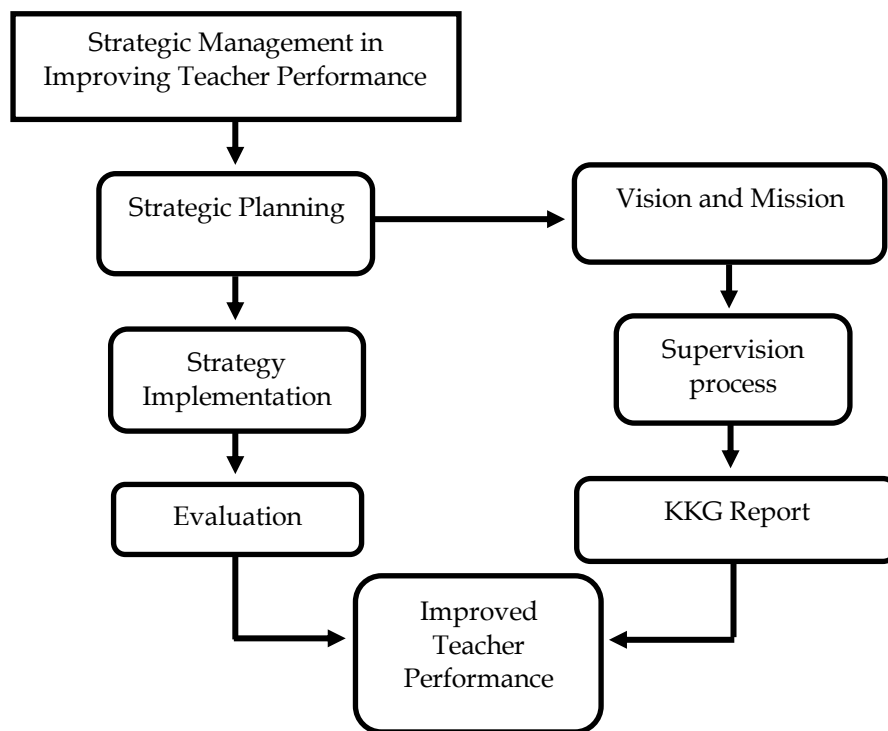 Strategic Management in
Improving Teacher Performance
Strategic Planning
Vision and Mission
Strategy
Implementation
Supervision
process
Evaluation
KKG Report
Improved
Teacher
Performance